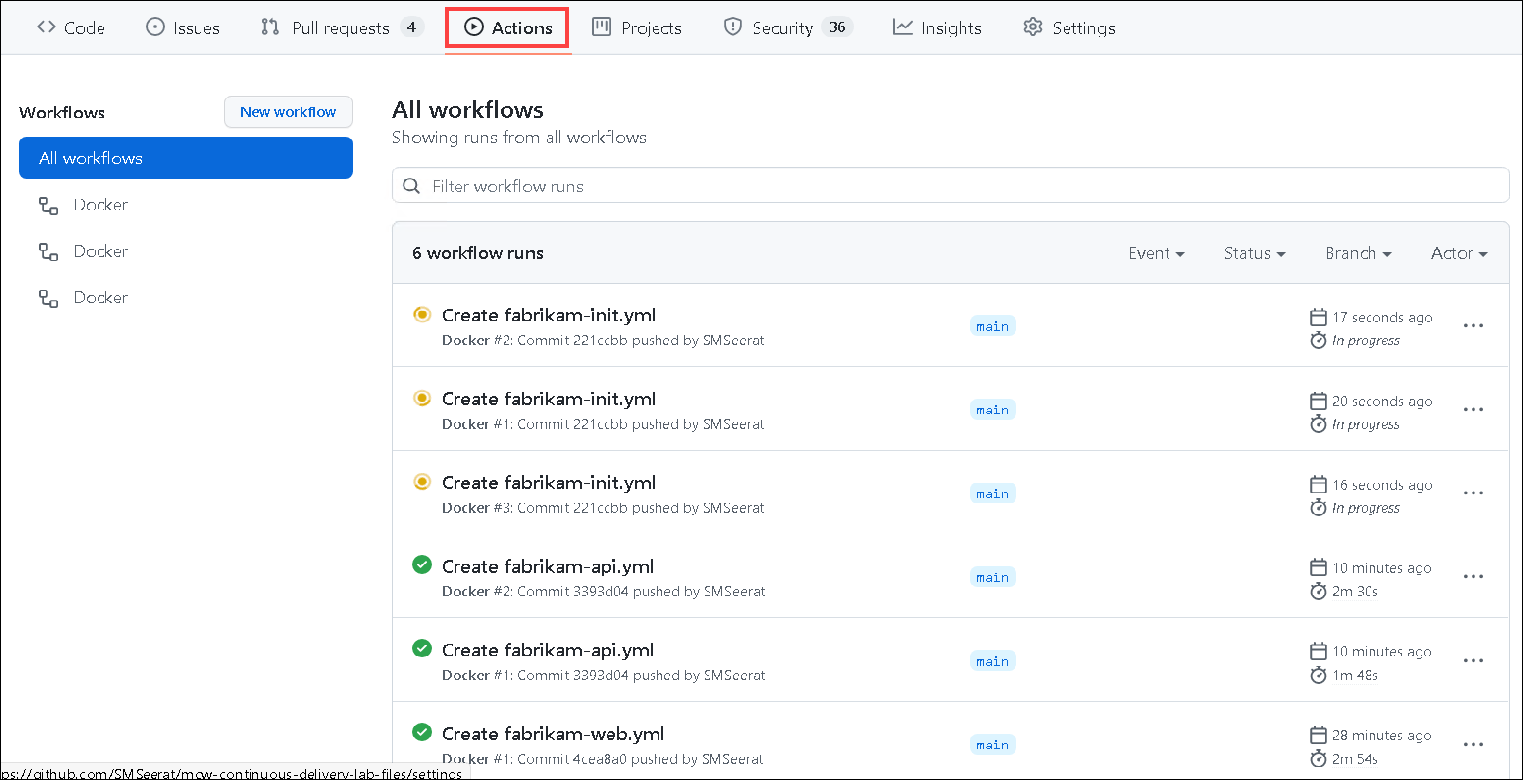 Code Issues Pull requests 4 Actions Projects Security 36 Insights Settings
Workflows
New workflow
All workflows
Docker
Docker
Docker
All workflows
Showing runs from all workflows
Filter workflow runs
6 workflow runs Event Status Branch Actor
Create fabrikam-init.yml
Docker #2: Commit 221ccbb pushed by SMSeerat
main
17 seconds ago
In progress
Create fabrikam-init.yml
Docker #1: Commit 221ccbb pushed by SMSeerat
main
20 seconds ago
In progress
Create fabrikam-init.yml
Docker #3: Commit 221ccbb pushed by SMSeerat
main
16 seconds ago
In progress
Create fabrikam-api.yml
Docker #2: Commit 3393d04 pushed by SMSeerat
main
10 minutes ago
2m 30s
Create fabrikam-api.yml
Docker #1: Commit 3393d04 pushed by SMSeerat
main
10 minutes ago
1m 48s
Create fabrikam-web.yml
Docker #1: Commit 4cea8a0 pushed by SMSeerat
main
28 minutes ago
2m 54s
ps://github.com/SMSeerat/mcw-continuous-delivery-lab-files/settings